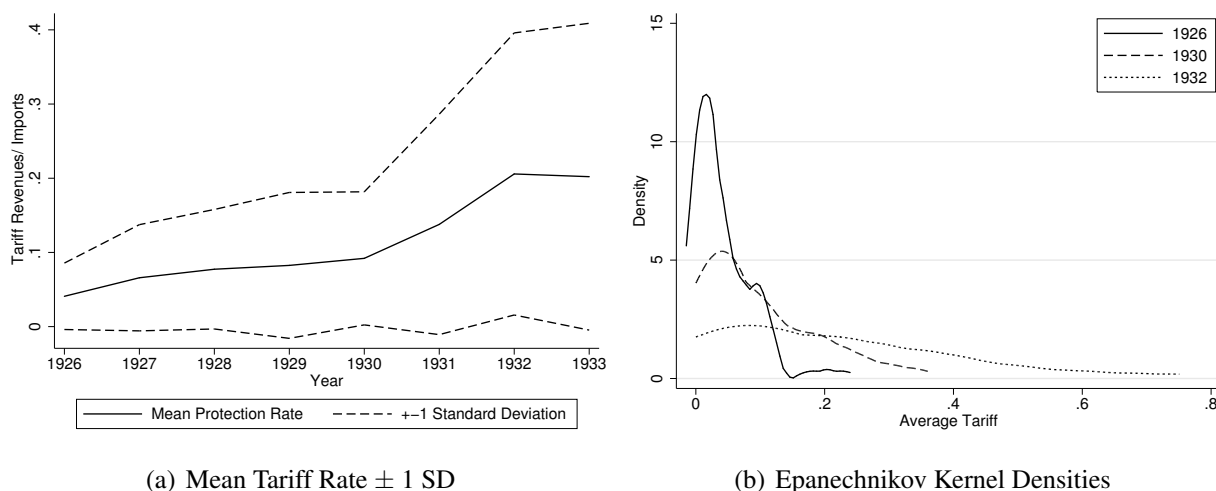 Tariff Revenues/ Imports
.4
.3
.2
.1
0
1926 1927 1928 1929 1930 1931 1932 1933
Year
Mean Protection Rate
+−1 Standard Deviation
(a) Mean Tariff Rate ± 1 SD
Density
15
10
5
0
0 .2 .4 .6 .8
Average Tariff
1926
1930
1932
(b) Epanechnikov Kernel Densities